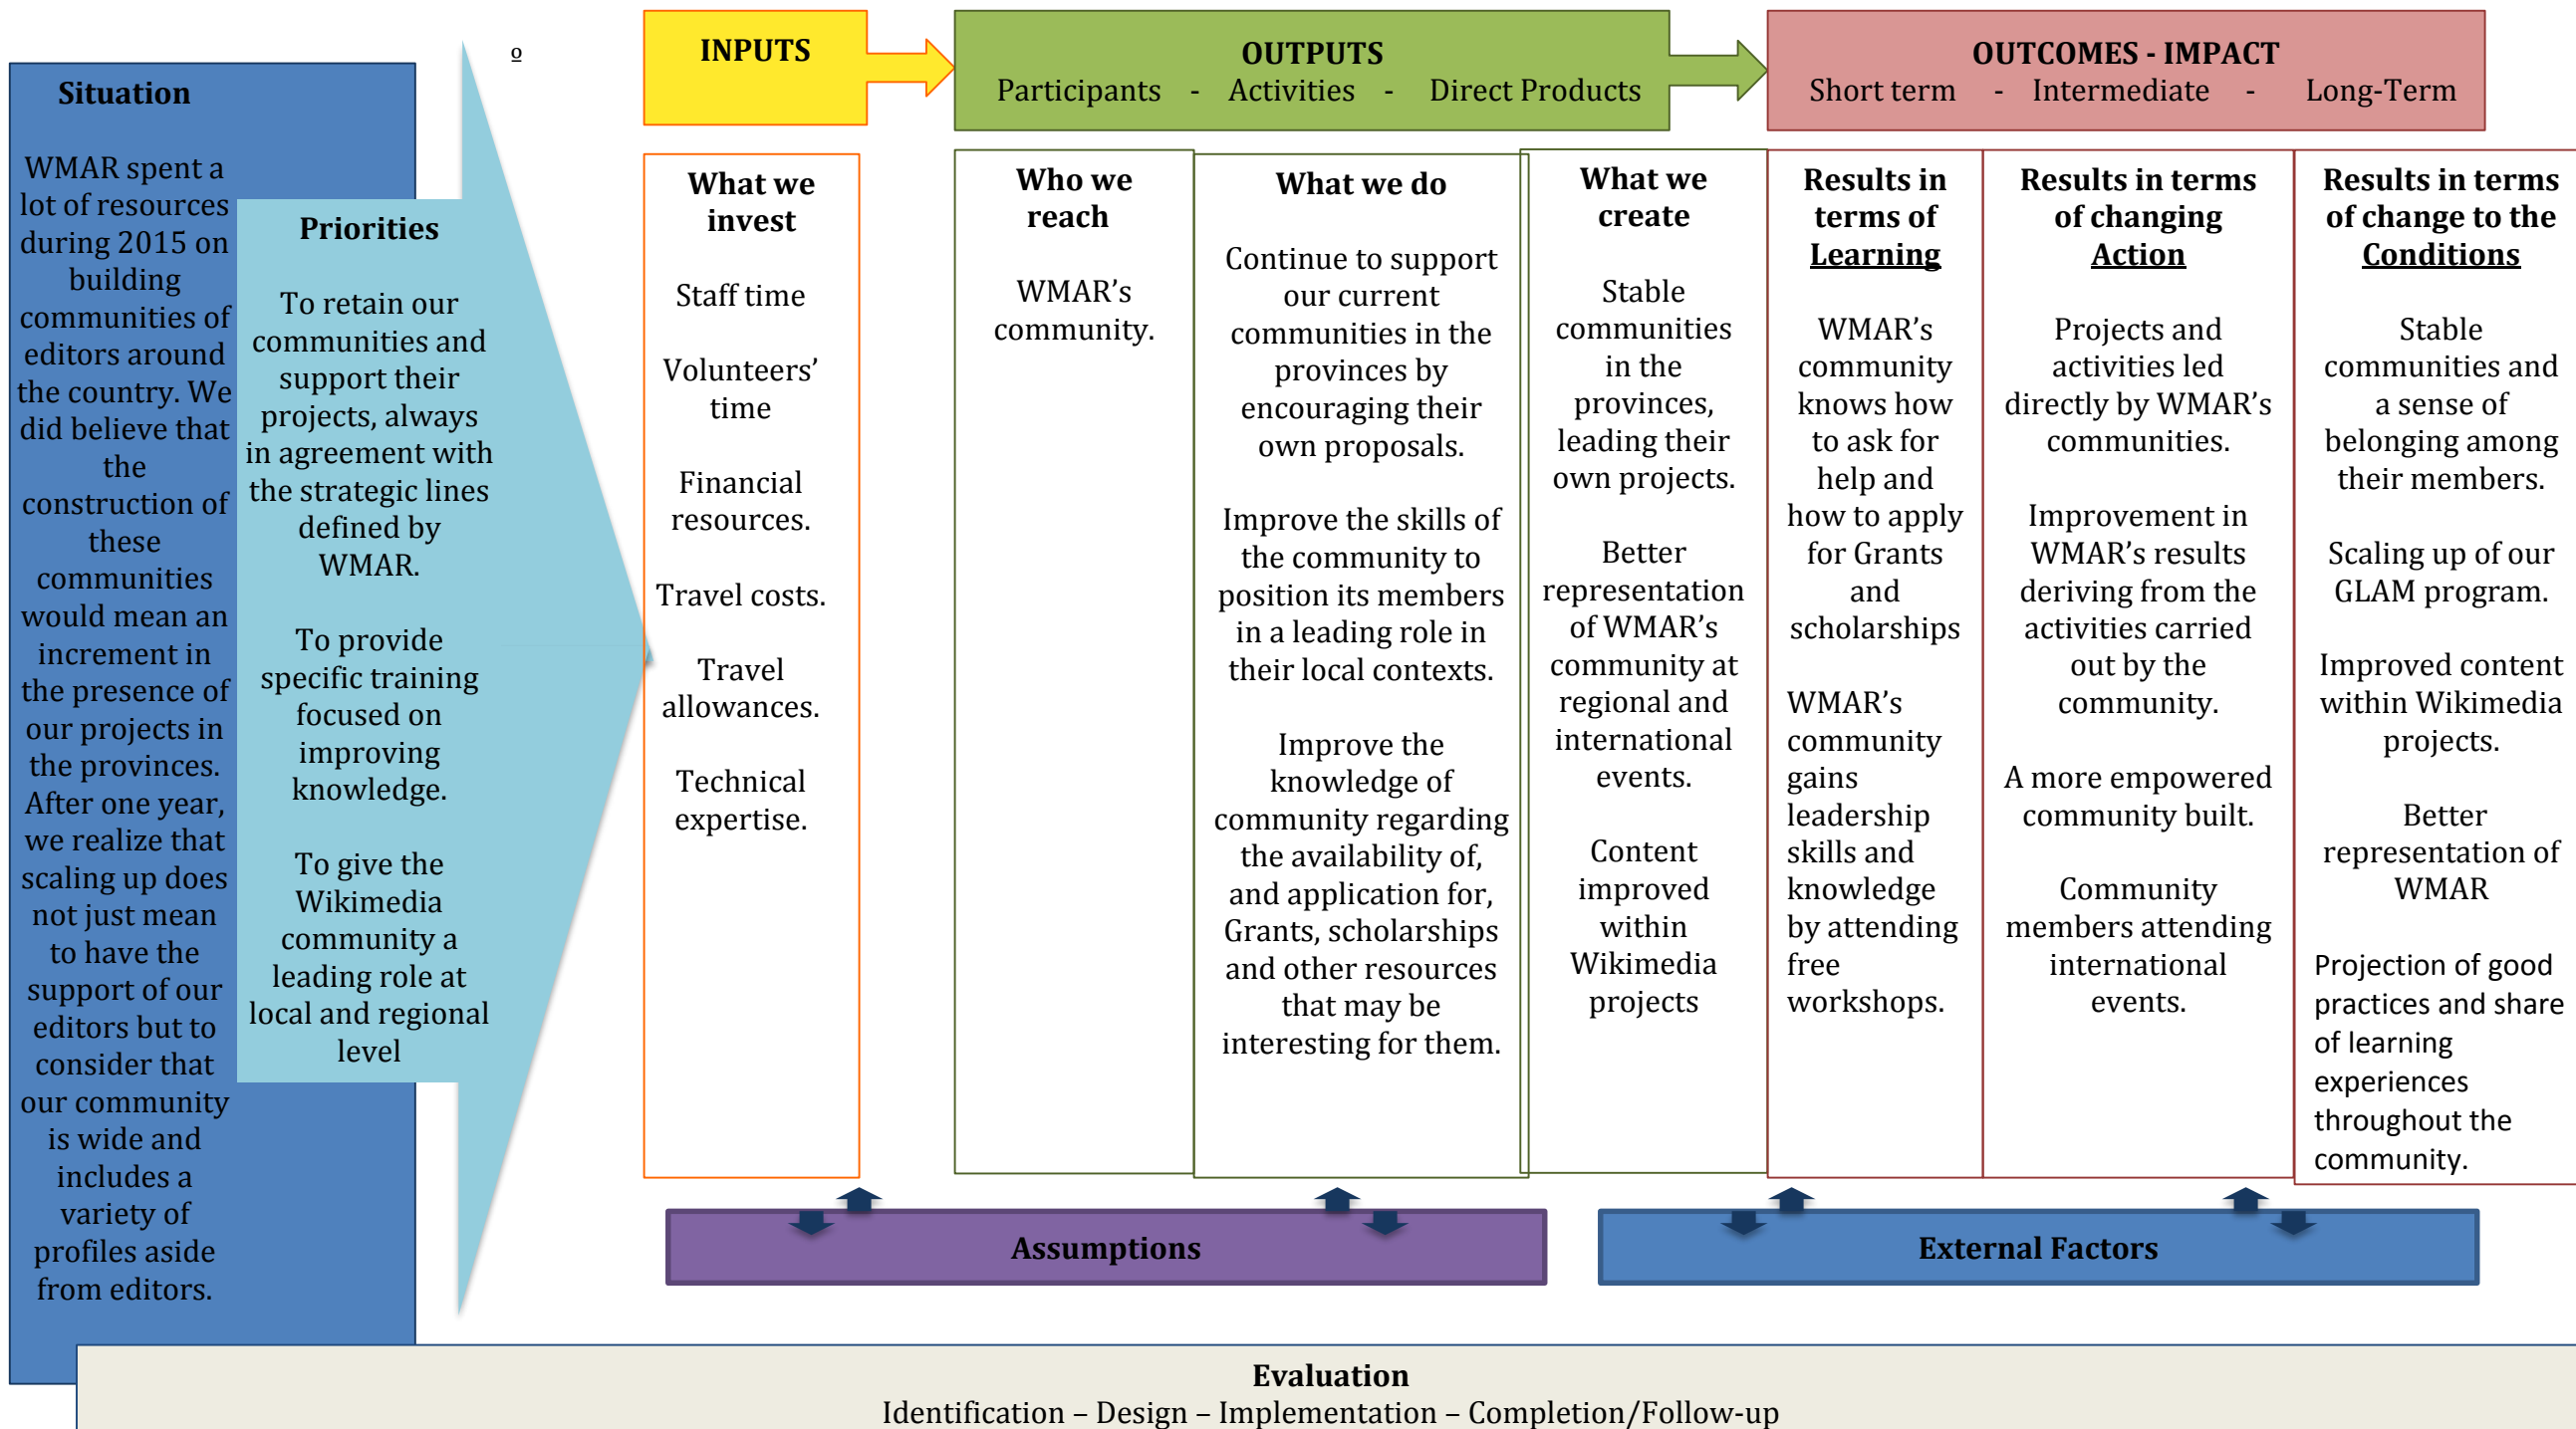 Situation
WMAR spent a
lot of resources
during 2015 on
building
communities of
editors around
the country. We
did believe that
the
construction of
these
communities
would mean an
increment in
the presence of
our projects in
the provinces.
After one year,
we realize that
scaling up does
not just mean
to have the
support of our
editors but to
consider that
our community
is wide and
includes a
variety of
profiles aside
from editors.
Priorities
To retain our
communities and
support their
projects, always
in agreement with
the strategic lines
defined by
WMAR.
To provide
specific training
focused on
improving
knowledge.
To give the
Wikimedia
community a
leading role at
local and regional
level
º
INPUTS
What we
invest
Staff time
Volunteers’
time
Financial
resources.
Travel costs.
Travel
allowances.
Technical
expertise.
OUTPUTS
Participants - Activities - Direct Products
Who we
reach
WMAR’s
community.
What we do
Continue to support
our current
communities in the
provinces by
encouraging their
own proposals.
Improve the skills of
the community to
position its members
in a leading role in
their local contexts.
Improve the
knowledge of
community regarding
the availability of,
and application for,
Grants, scholarships
and other resources
that may be
interesting for them.
What we
create
Stable
communities
in the
provinces,
leading their
own projects.
Better
representation
of WMAR’s
community at
regional and
international
events.
Content
improved
within
Wikimedia
projects
OUTCOMES - IMPACT
Short term - Intermediate - Long-Term
Results in
terms of
Learning
WMAR’s
community
knows how
to ask for
help and
how to apply
for Grants
and
scholarships
WMAR’s
community
gains
leadership
skills and
knowledge
by attending
free
workshops.
Results in terms
of changing
Action
Projects and
activities led
directly by WMAR’s
communities.
Improvement in
WMAR’s results
deriving from the
activities carried
out by the
community.
A more empowered
community built.
Community
members attending
international
events.
Results in terms
of change to the
Conditions
Stable
communities and
a sense of
belonging among
their members.
Scaling up of our
GLAM program.
Improved content
within Wikimedia
projects.
Better
representation of
WMAR
Projection of good
practices and share
of learning
experiences
throughout the
community.
Assumptions
External Factors
Evaluation
Identification – Design – Implementation – Completion/Follow-up